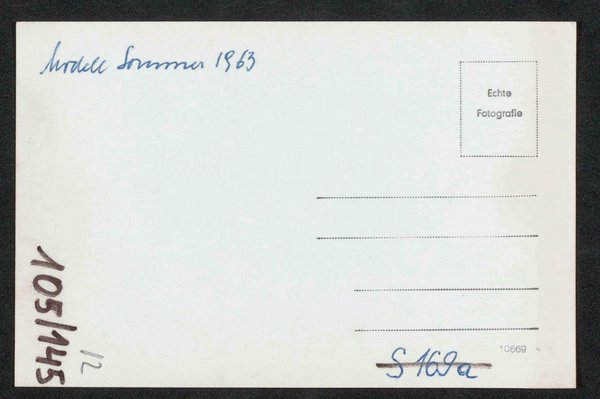 Modell Sommer 1963
Echte
Fotografie
105/145
12
10669
S 169a